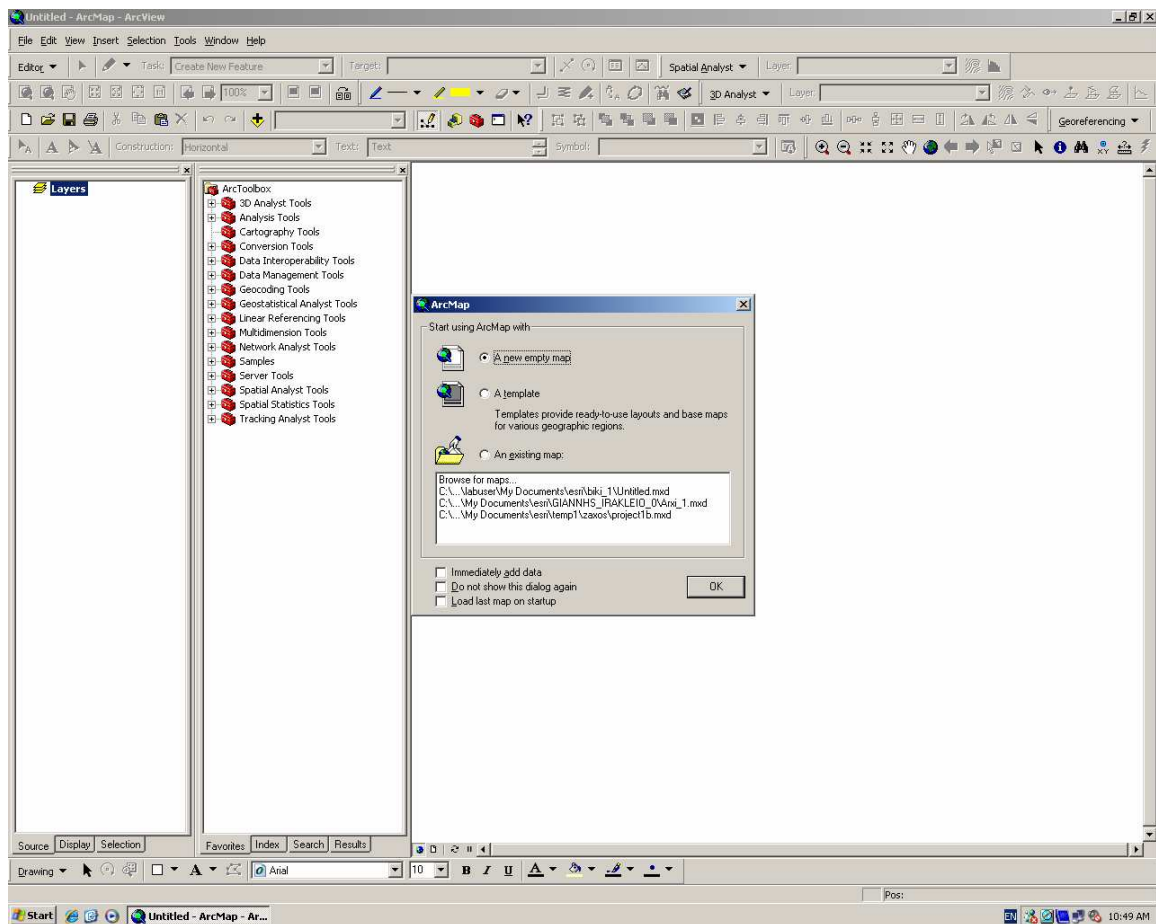 Untitled - ArcMap - ArcView
File Edit View Insert Selection Tools Window Help
Editor Task: Create New Feature Target: Spatial Analyst Layer:
100% 3D Analyst Layer:
Georeferencing
Construction: Horizontal Text: Text Symbol:
Layers
ArcToolbox
3D Analyst Tools
Analysis Tools
Cartography Tools
Conversion Tools
Data Interoperability Tools
Data Management Tools
Geocoding Tools
Geostatistical Analyst Tools
Linear Referencing Tools
Multidimension Tools
Network Analyst Tools
Samples
Server Tools
Spatial Analyst Tools
Spatial Statistics Tools
Tracking Analyst Tools
ArcMap
Start using ArcMap with
A new empty map
A template
Templates provide ready-to-use layouts and base maps
for various geographic regions.
An existing map:
Browse for maps...
C:\...\labuser\My Documents\esri\biki_1\Untitled.mxd
C:\...\My Documents\esri\GIANNHS_IRAKLEIO_0\Arxi_1.mxd
C:\...\My Documents\esri\temp1\zaxos\project1b.mxd
Immediately add data
Do not show this dialog again
Load last map on startup
OK
Source Display Selection
Favorites Index Search Results
Drawing A Arial 10 B I U A
Pos:
Start Untitled - ArcMap - Ar... EN 10:49 AM